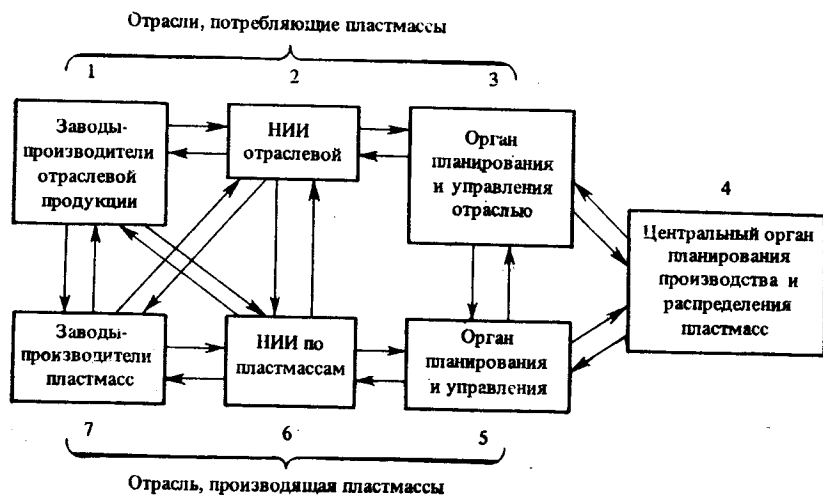 Отрасли, потребляющие пластмассы
1
2
3
Заводы-
производители
отраслевой
продукции
НИИ
отраслевой
Орган
планирования
и управления
отраслью
4
Центральный орган
планирования
производства и
распределения
пластмасс
Заводы-
производители
пластмасс
НИИ по
пластмассам
Орган
планирования
и управления
7
6
5
Отрасль, производящая пластмассы